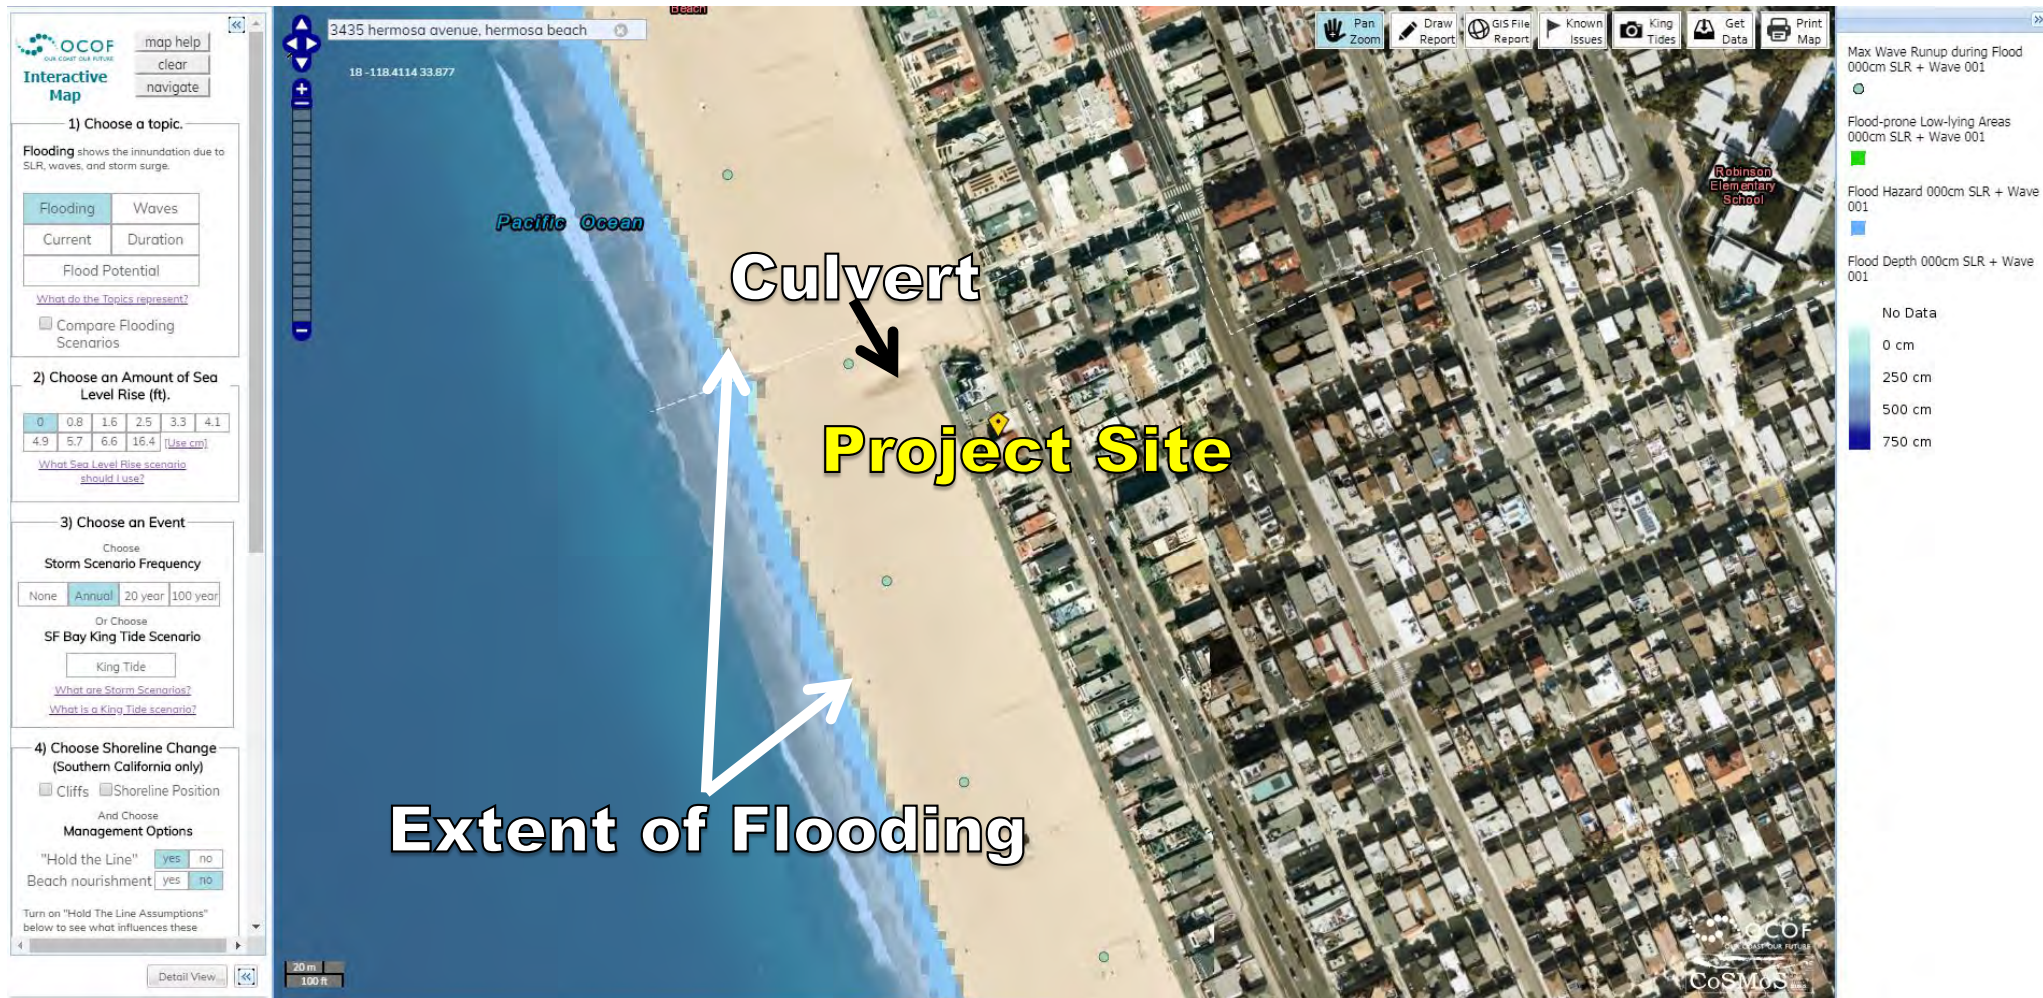 OCOF
OUR COAST OUR FUTURE
Interactive
Map
map help
clear
navigate
1) Choose a topic.
Flooding shows the innundation due to
SLR, waves, and storm surge.
Flooding Waves
Current Duration
Flood Potential
What do the Topics represent?
Compare Flooding
Scenarios
2) Choose an Amount of Sea
Level Rise (ft).
0 0.8 1.6 2.5 3.3 4.1
4.9 5.7 6.6 16.4 [Use cm]
What Sea Level Rise scenario
should I use?
3) Choose an Event
Choose
Storm Scenario Frequency
None Annual 20 year 100 year
Or Choose
SF Bay King Tide Scenario
King Tide
What are Storm Scenarios?
What is a King Tide scenario?
4) Choose Shoreline Change
(Southern California only)
Cliffs Shoreline Position
And Choose
Management Options
"Hold the Line" yes no
Beach nourishment yes no
Turn on "Hold The Line Assumptions"
below to see what influences these
Detail View...
3435 hermosa avenue, hermosa beach
18 -118.4114 33.877
Beach
Pan
Zoom
Draw
Report
GIS File
Report
Known
Issues
King
Tides
Get
Data
Print
Map
Pacific Ocean
Robinson
Elementary
School
Culvert
Project Site
Extent of Flooding
20 m
100 ft
OCOF
OUR COAST OUR FUTURE
CoSMoS
Max Wave Runup during Flood
000cm SLR + Wave 001
Flood-prone Low-lying Areas
000cm SLR + Wave 001
Flood Hazard 000cm SLR + Wave
001
Flood Depth 000cm SLR + Wave
001
No Data
0 cm
250 cm
500 cm
750 cm